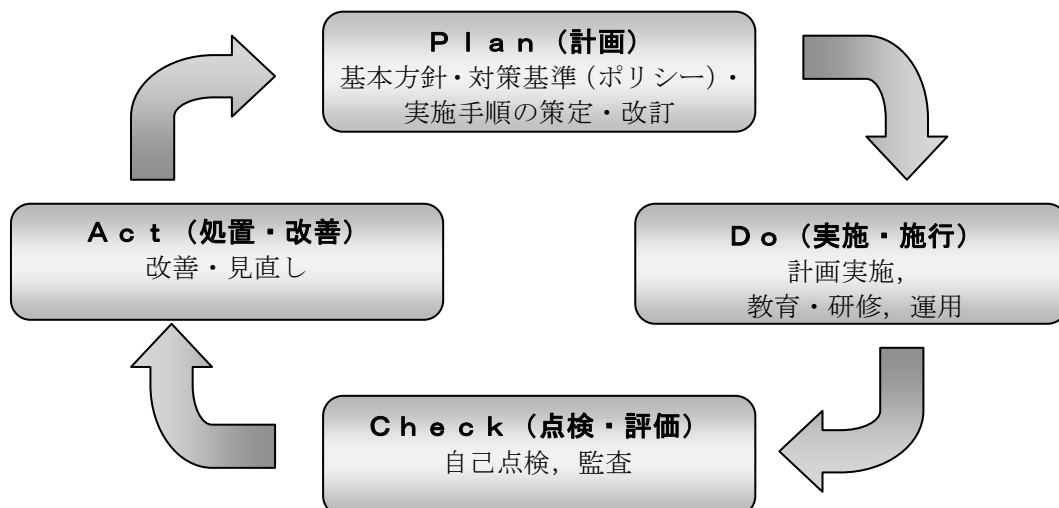 Ｐｌａｎ（計画）
基本方針・対策基準（ポリシー）・
実施手順の策定・改訂
Ａｃｔ（処置・改善）
改善・見直し
Ｄｏ（実施・施行）
計画実施，
教育・研修，運用
Ｃｈｅｃｋ（点検・評価）
自己点検，監査